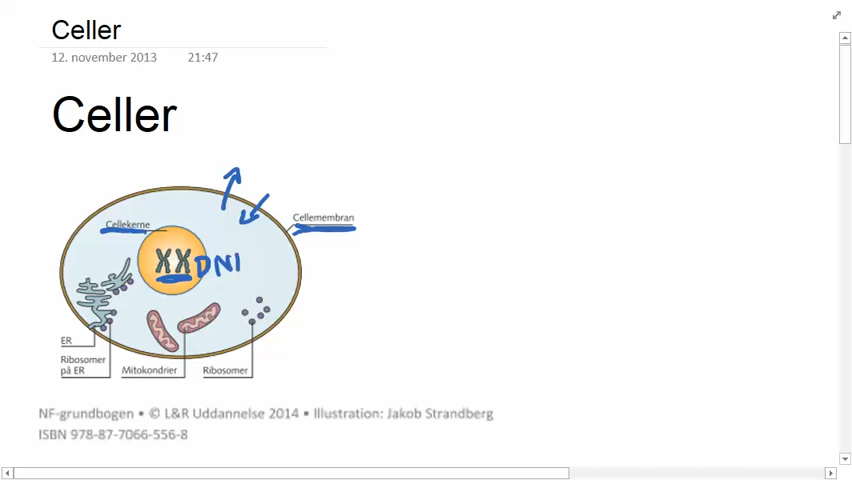 Celler
12. november 2013 21:47
Celler
Cellekerne
Cellemembran
DNI
ER
Ribosomer
på ER
Mitokondrier
Ribosomer
NF-grundbogen • © L&R Uddannelse 2014 • Illustration: Jakob Strandberg
ISBN 978-87-7066-556-8